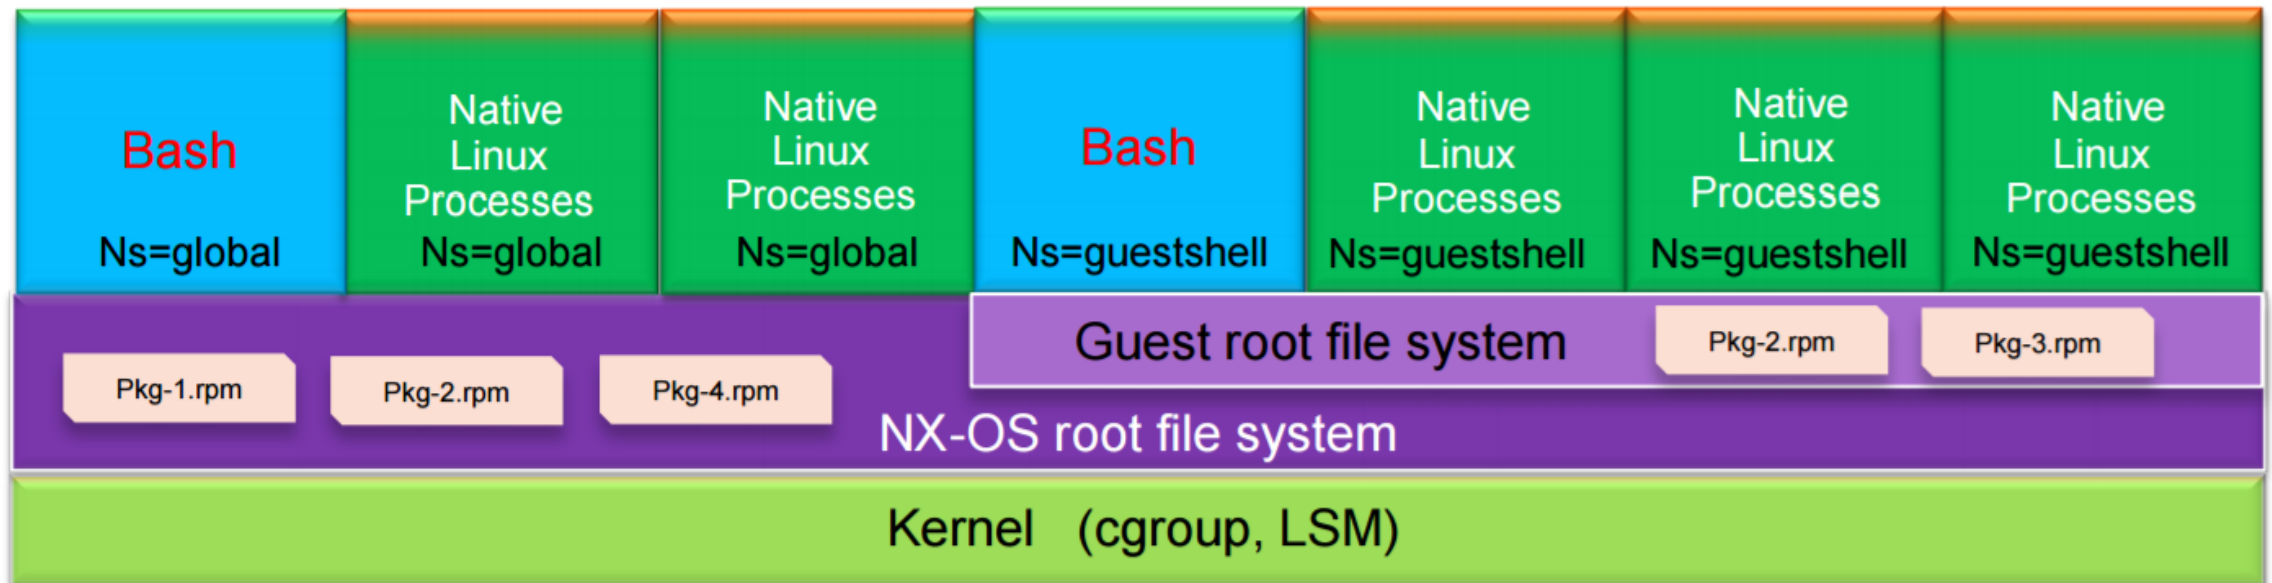 Bash
Ns=global
Native
Linux
Processes
Ns=global
Native
Linux
Processes
Ns=global
Bash
Ns=guestshell
Native
Linux
Processes
Ns=guestshell
Native
Linux
Processes
Ns=guestshell
Native
Linux
Processes
Ns=guestshell
Guest root file system
Pkg-2.rpm
Pkg-3.rpm
Pkg-1.rpm
Pkg-2.rpm
Pkg-4.rpm
NX-OS root file system
Kernel (cgroup, LSM)